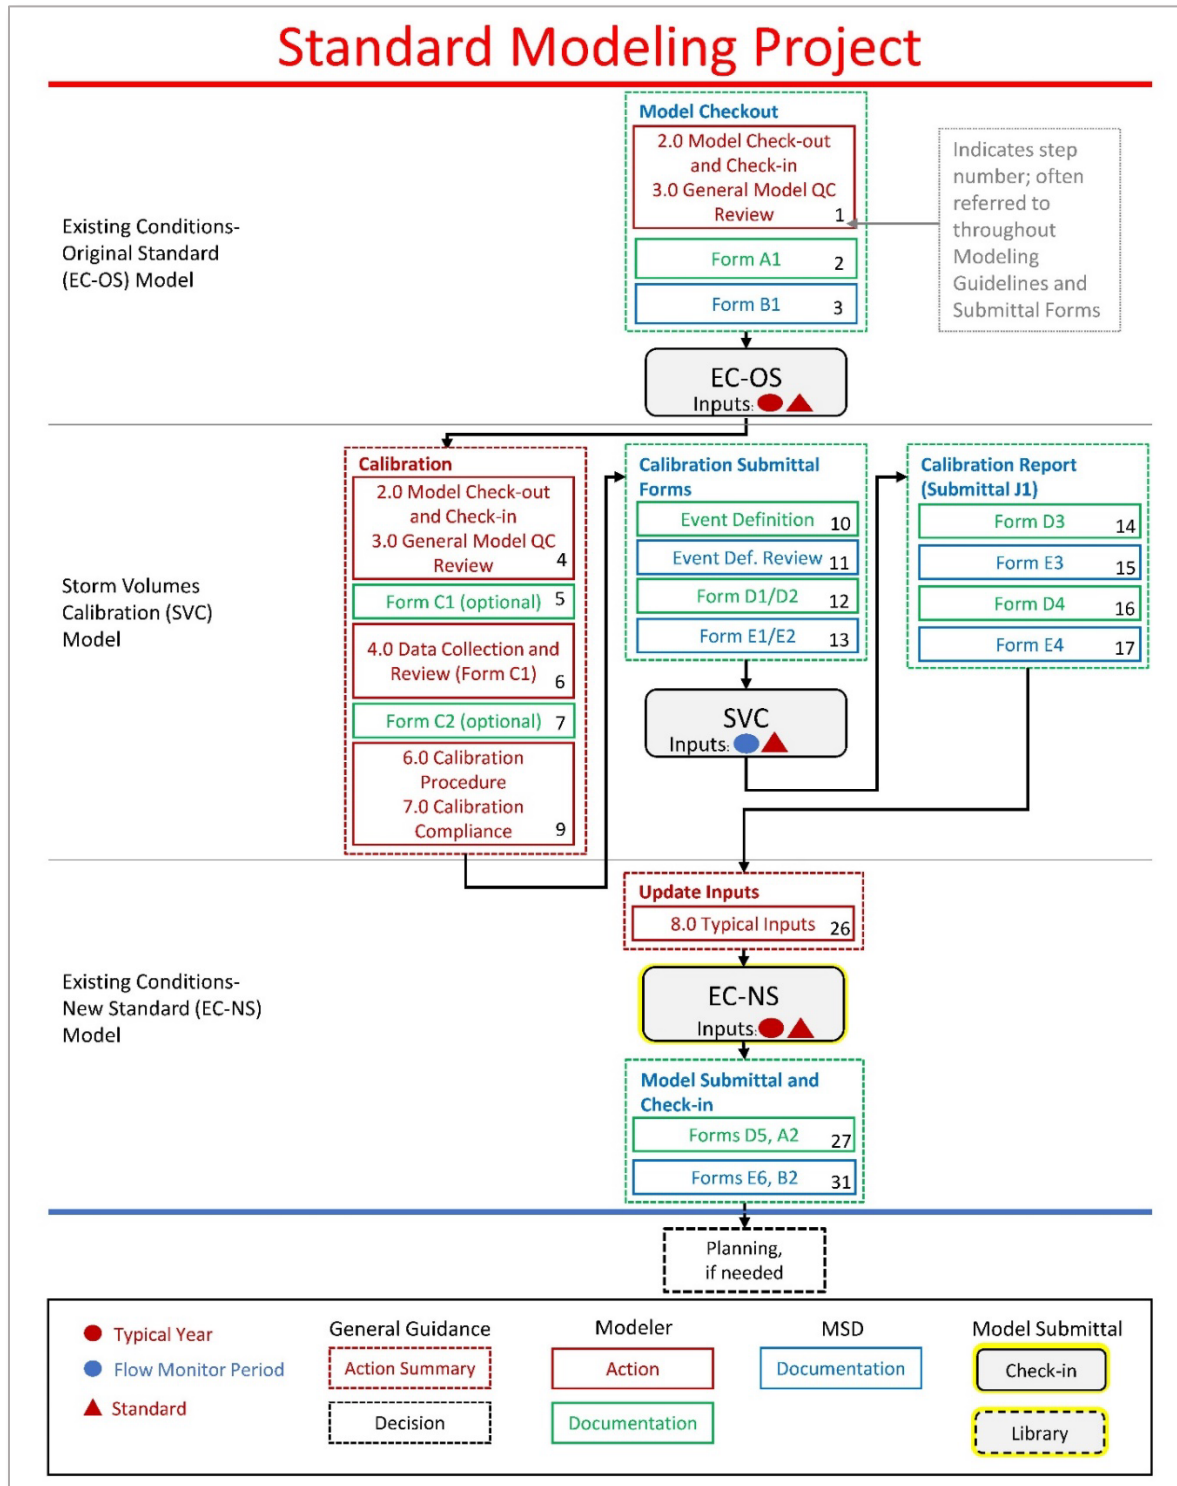 Standard Modeling Project
Existing Conditions-
Original Standard
(EC-OS) Model
Model Checkout
2.0 Model Check-out
and Check-in
3.0 General Model QC
Review
1
Form A1
2
Form B1
3
Indicates step
number; often
referred to
throughout
Modeling
Guidelines and
Submittal Forms
EC-OS
Inputs:
Storm Volumes
Calibration (SVC)
Model
Calibration
2.0 Model Check-out
and Check-in
3.0 General Model QC
Review
4
Form C1 (optional)
5
4.0 Data Collection and
Review (Form C1)
6
Form C2 (optional)
7
6.0 Calibration
Procedure
7.0 Calibration
Compliance
9
Calibration Submittal
Forms
Event Definition
10
Event Def. Review
11
Form D1/D2
12
Form E1/E2
13
SVC
Inputs:
Calibration Report
(Submittal J1)
Form D3
14
Form E3
15
Form D4
16
Form E4
17
Existing Conditions-
New Standard (EC-NS)
Model
Update Inputs
8.0 Typical Inputs
26
EC-NS
Inputs:
Model Submittal and
Check-in
Forms D5, A2
27
Forms E6, B2
31
Planning,
if needed
Typical Year
Flow Monitor Period
Standard
General Guidance
Action Summary
Decision
Modeler
Action
Documentation
MSD
Documentation
Model Submittal
Check-in
Library